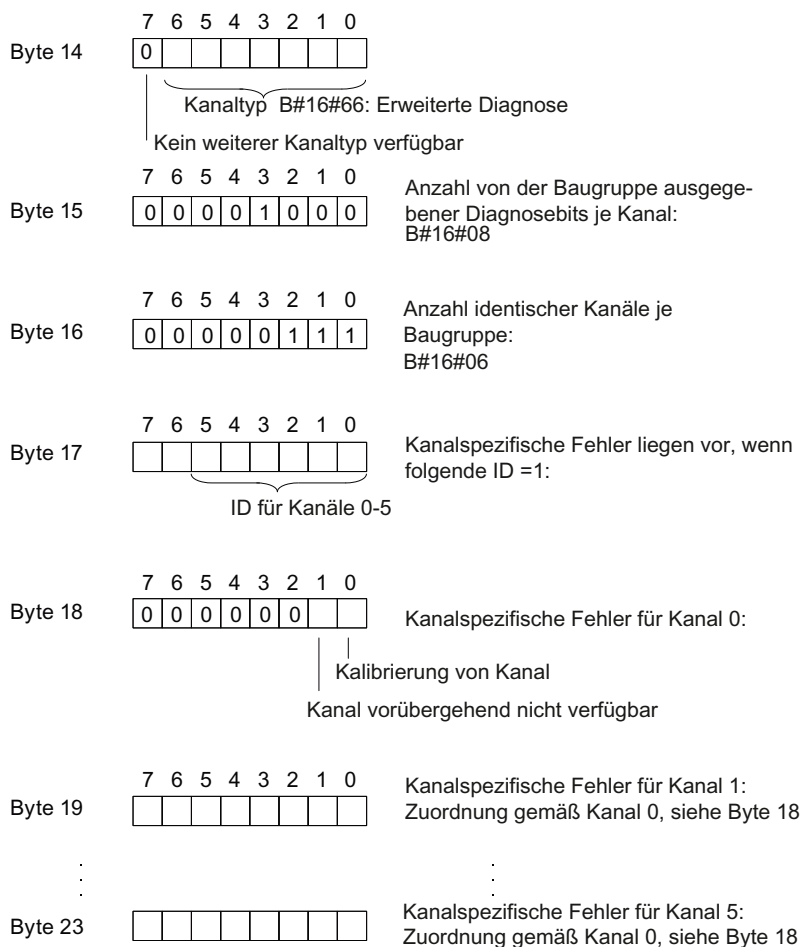 7 6 5 4 3 2 1 0
Byte 14
0
Kanaltyp B#16#66: Erweiterte Diagnose
Kein weiterer Kanaltyp verfügbar
7 6 5 4 3 2 1 0
Byte 15
0 0 0 0 1 0 0 0
Anzahl von der Baugruppe ausgege-
bener Diagnosebits je Kanal:
B#16#08
7 6 5 4 3 2 1 0
Byte 16
0 0 0 0 0 1 1 1
Anzahl identischer Kanäle je
Baugruppe:
B#16#06
7 6 5 4 3 2 1 0
Byte 17
Kanalspezifische Fehler liegen vor, wenn
folgende ID =1:
ID für Kanäle 0-5
7 6 5 4 3 2 1 0
Byte 18
0 0 0 0 0 0
Kanalspezifische Fehler für Kanal 0:
Kalibrierung von Kanal
Kanal vorübergehend nicht verfügbar
7 6 5 4 3 2 1 0
Byte 19
Kanalspezifische Fehler für Kanal 1:
Zuordnung gemäß Kanal 0, siehe Byte 18
Byte 23
Kanalspezifische Fehler für Kanal 5:
Zuordnung gemäß Kanal 0, siehe Byte 18